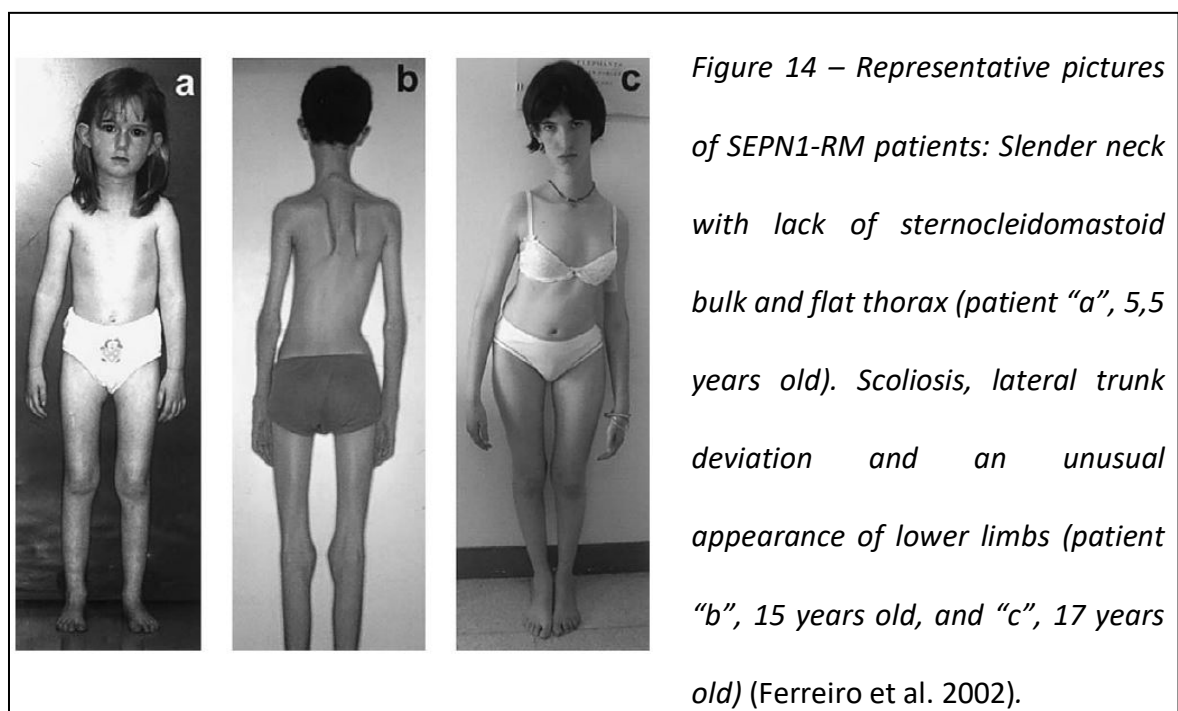 a
b
c
Figure 14 – Representative pictures
of SEPN1-RM patients: Slender neck
with lack of sternocleidomastoid
bulk and flat thorax (patient “a”, 5,5
years old). Scoliosis, lateral trunk
deviation and an unusual
appearance of lower limbs (patient
“b”, 15 years old, and “c”, 17 years
old) (Ferreiro et al. 2002).